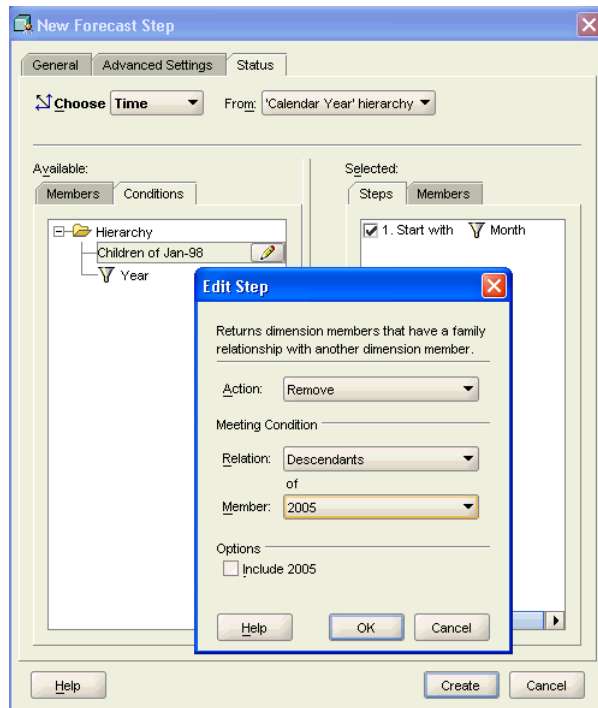 New Forecast Step
General Advanced Settings Status
Choose Time From: 'Calendar Year' hierarchy
Available: Selected:
Members Conditions Steps Members
Hierarchy 1. Start with Month
Children of Jan-98
Year
Edit Step
Returns dimension members that have a family
relationship with another dimension member.
Action: Remove
Meeting Condition
Relation: Descendants
of
Member: 2005
Options
Include 2005
Help OK Cancel
Help Create Cancel